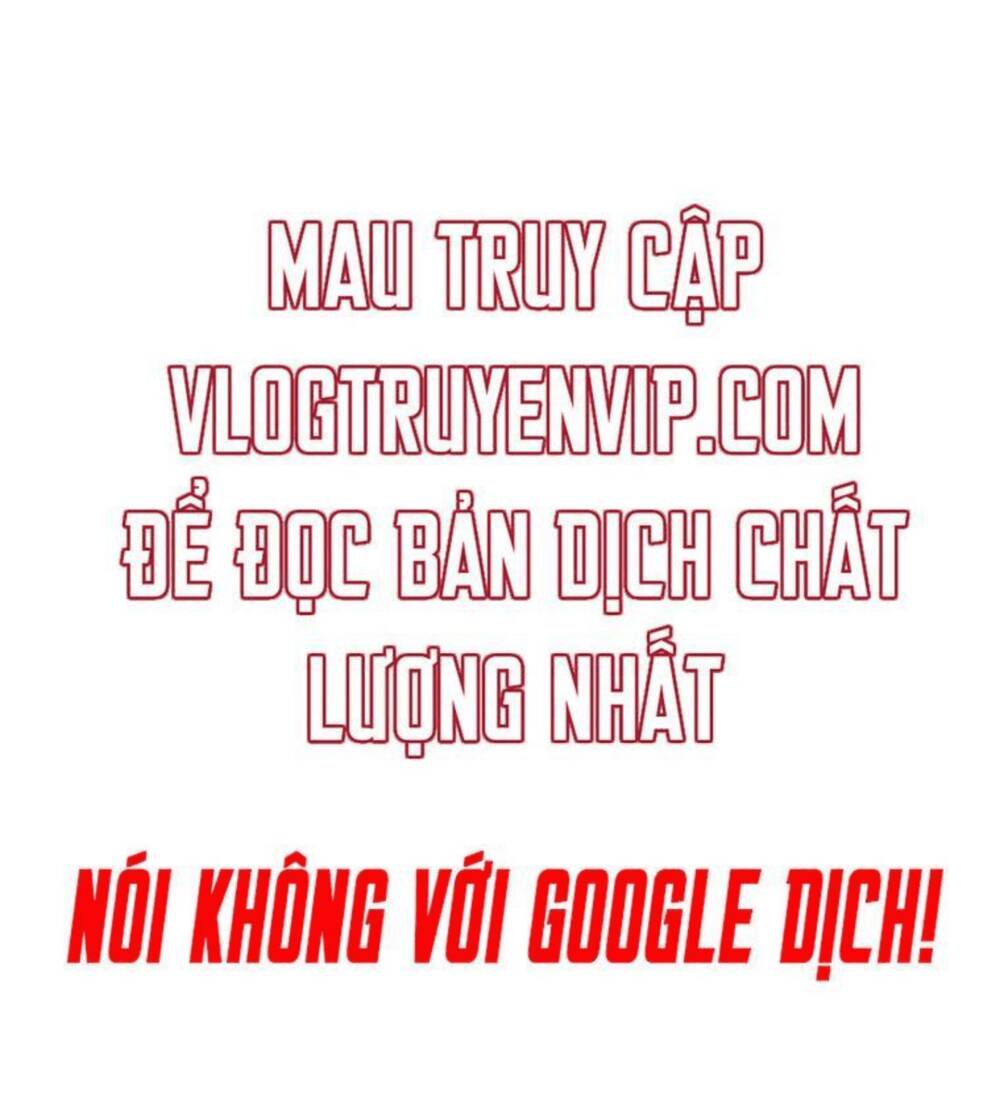 MAU TRUY CẬP
VLOGTRUYENVIP.COM
ĐỂ ĐỌC BẢN DỊCH CHẤT
LƯỢNG NHẤT
NÓI KHÔNG VỚI GOOGLE DỊCH!